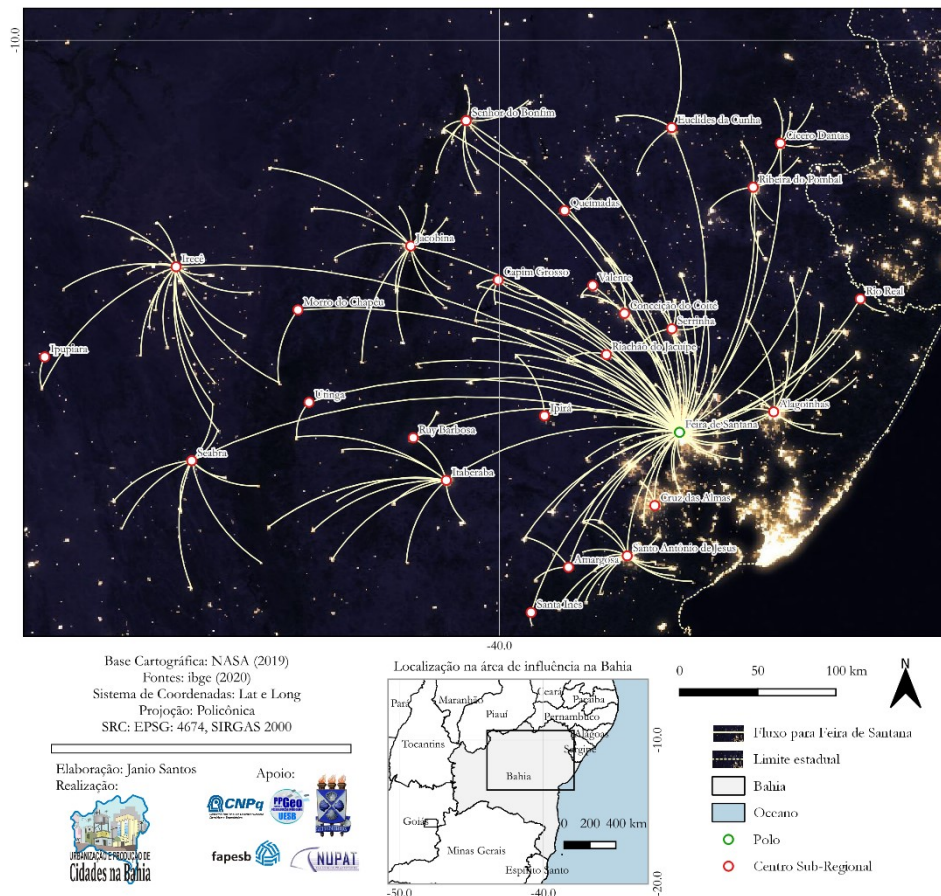 -10.0
Senhor do Bonfim
Euclides da Cunha
Cícero Dantas
Ribeira do Pombal
Queimadas
Jacobina
Irecê
Capim Grosso
Valente
Rio Real
Morro do Chapéu
Conceição do Coité
Serrinha
Riachão do Jacuípe
Ipupiara
Utinga
Ipirá
Alagoinhas
Feira de Santana
Ruy Barbosa
Seabra
Itaberaba
Cruz das Almas
Santo Antônio de Jesus
Amargosa
Santa Inês
-40.0
Base Cartográfica: NASA (2019)
Fontes: ibge (2020)
Sistema de Coordenadas: Lat e Long
Projoção: Policônica
SRC: EPSG: 4674, SIRGAS 2000
Elaboração: Janio Santos
Realização:
Apoio:
URBANIZAÇÃO E PRODUÇÃO DE
Cidades na Bahia
CNPq
PPGeo
UESB
fapesb
NUPAT
Localização na área de influência na Bahia
Pará
Maranhão
Ceará
Paraíba
Piauí
Pernambuco
Alagoas
Sergipe
Tocantins
Bahia
Goiás
Minas Gerais
Espírito Santo
0 200 400 km
-50.0
-40.0
-10.0
-20.0
0 50 100 km
N
Fluxo para Feira de Santana
Limite estadual
Bahia
Oceano
Polo
Centro Sub-Regional